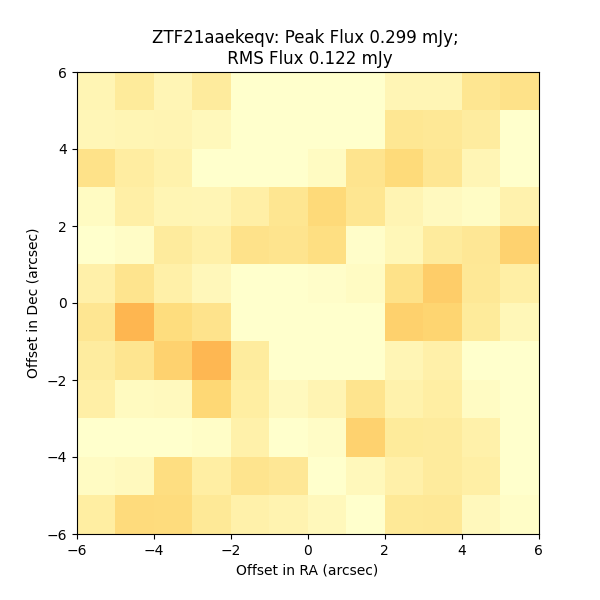 ZTF21aaekeqv: Peak Flux 0.299 mJy;
RMS Flux 0.122 mJy
6
4
2
0
−2
−4
−6
Offset in Dec (arcsec)
−6 −4 −2 0 2 4 6
Offset in RA (arcsec)